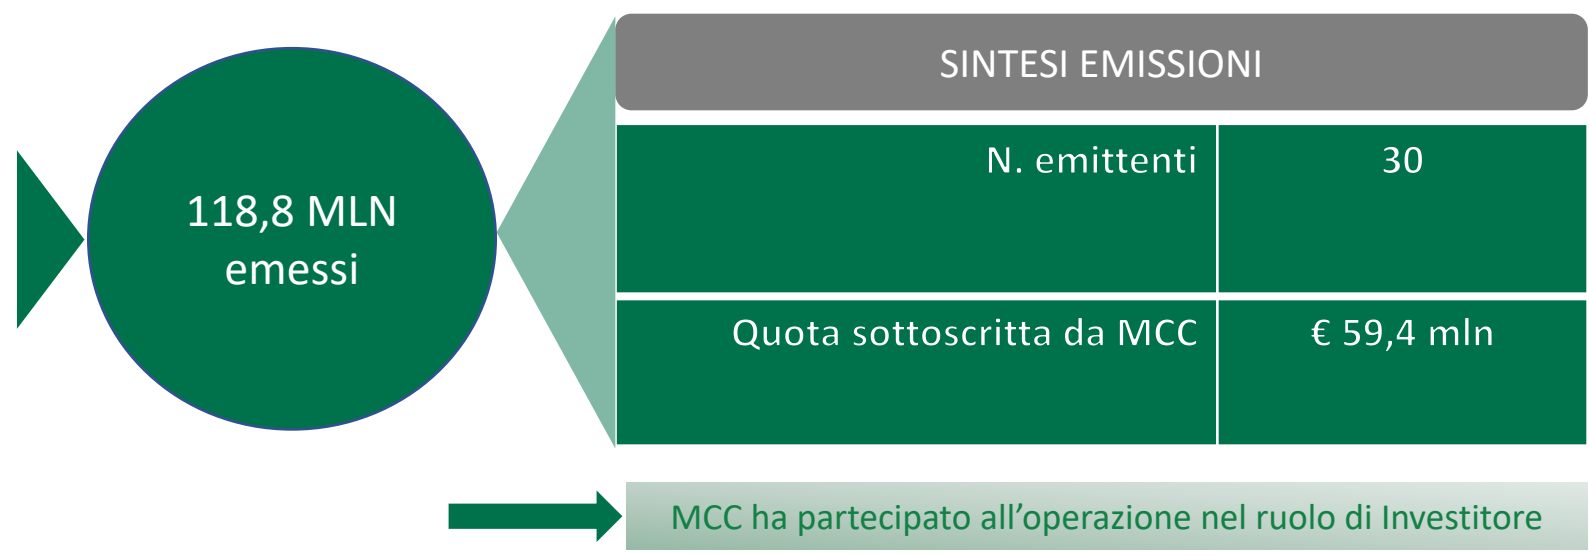 118,8 MLN
emessi
SINTESI EMISSIONI
N. emittenti 30
Quota sottoscritta da MCC € 59,4 mln
MCC ha partecipato all’operazione nel ruolo di Investitore